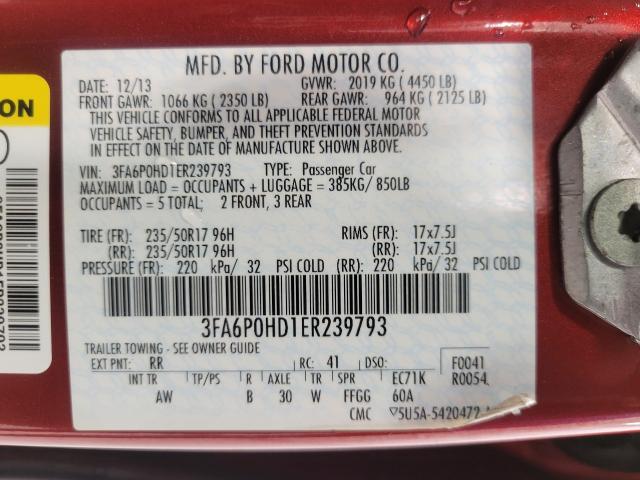 MFD. BY FORD MOTOR CO.
DATE: 12/13 GVWR: 2019 KG ( 4450 LB)
FRONT GAWR: 1066 KG ( 2350 LB) REAR GAWR: 964 KG ( 2125 LB)
THIS VEHICLE CONFORMS TO ALL APPLICABLE FEDERAL MOTOR
VEHICLE SAFETY, BUMPER, AND THEFT PREVENTION STANDARDS
IN EFFECT ON THE DATE OF MANUFACTURE SHOWN ABOVE.
VIN: 3FA6P0HD1ER239793 TYPE: Passenger Car
MAXIMUM LOAD = OCCUPANTS + LUGGAGE = 385KG/ 850LB
OCCUPANTS = 5 TOTAL; 2 FRONT, 3 REAR
TIRE (FR): 235/50R17 96H RIMS (FR): 17x7.5J
(RR): 235/50R17 96H (RR): 17x7.5J
PRESSURE (FR): 220 kPa/ 32 PSI COLD (RR): 220 kPa/ 32 PSI COLD
3FA6P0HD1ER239793
TRAILER TOWING - SEE OWNER GUIDE
EXT PNT: RR RC: 41 DSO: F0041
R0054
INT TR TP/PS R AXLE TR SPR EC71K
AW B 30 W FFGG 60A
CMC 5U5A-5420472-
ON